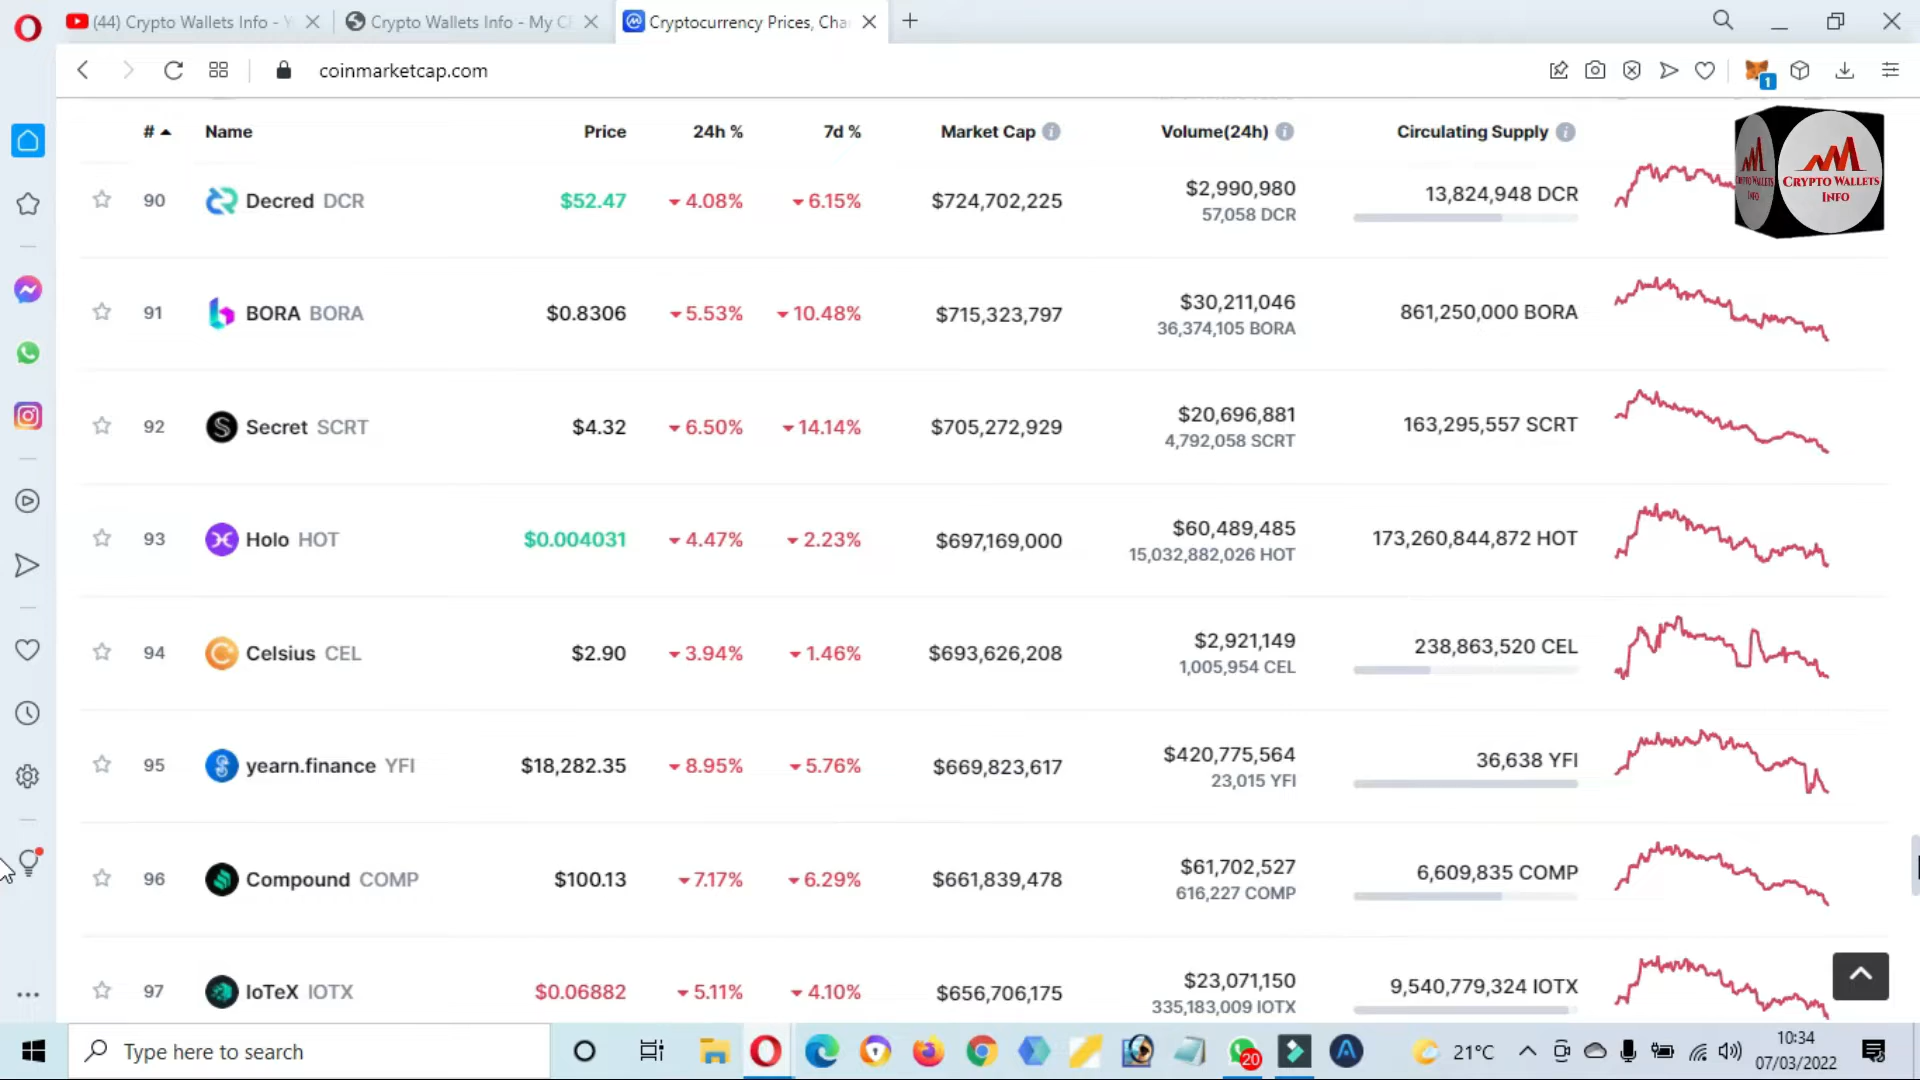 (44) Crypto Wallets Info - Y
Crypto Wallets Info - My C
Cryptocurrency Prices, Cha
coinmarketcap.com
1
# Name Price 24h % 7d % Market Cap Volume(24h) Circulating Supply
90 Decred DCR $52.47 4.08% 6.15% $724,702,225 $2,990,980 13,824,948 DCR
57,058 DCR
CRYPTO WALLETS
INFO
CRYPTO WALLETS
INFO
91 BORA BORA $0.8306 5.53% 10.48% $715,323,797 $30,211,046 861,250,000 BORA
36,374,105 BORA
92 Secret SCRT $4.32 6.50% 14.14% $705,272,929 $20,696,881 163,295,557 SCRT
4,792,058 SCRT
93 Holo HOT $0.004031 4.47% 2.23% $697,169,000 $60,489,485 173,260,844,872 HOT
15,032,882,026 HOT
94 Celsius CEL $2.90 3.94% 1.46% $693,626,208 $2,921,149 238,863,520 CEL
1,005,954 CEL
95 yearn.finance YFI $18,282.35 8.95% 5.76% $669,823,617 $420,775,564 36,638 YFI
23,015 YFI
96 Compound COMP $100.13 7.17% 6.29% $661,839,478 $61,702,527 6,609,835 COMP
616,227 COMP
97 IoTeX IOTX $0.06882 5.11% 4.10% $656,706,175 $23,071,150 9,540,779,324 IOTX
335,183,009 IOTX
Type here to search
20
21°C
10:34
07/03/2022